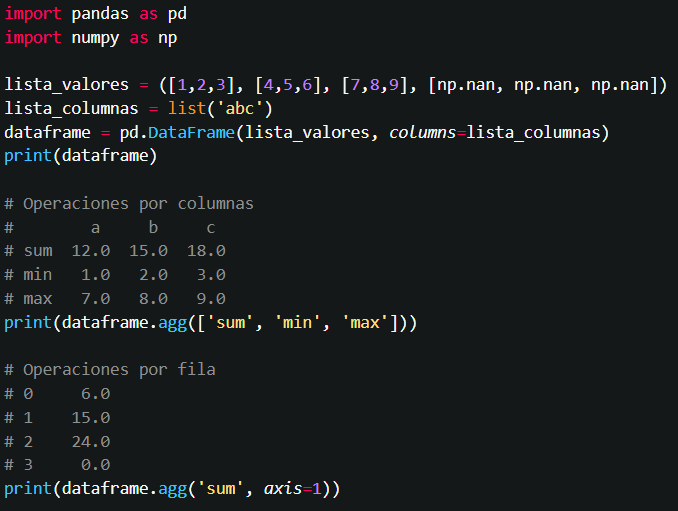 import pandas as pd
import numpy as np

lista_valores = ([1,2,3], [4,5,6], [7,8,9], [np.nan, np.nan, np.nan])
lista_columnas = list('abc')
dataframe = pd.DataFrame(lista_valores, columns=lista_columnas)
print(dataframe)

# Operaciones por columnas
#        a     b     c
# sum  12.0  15.0  18.0
# min   1.0   2.0   3.0
# max   7.0   8.0   9.0
print(dataframe.agg(['sum', 'min', 'max']))

# Operaciones por fila
# 0     6.0
# 1    15.0
# 2    24.0
# 3     0.0
print(dataframe.agg('sum', axis=1))